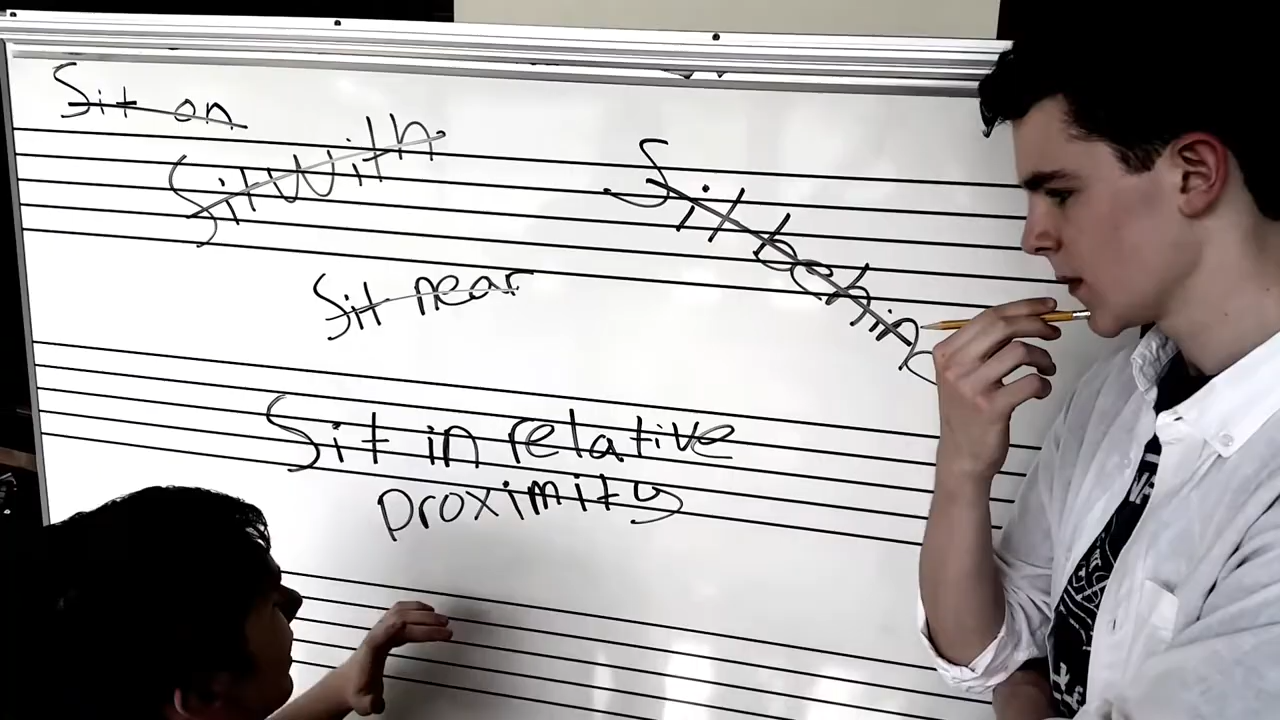 Sit on
Sit With
Sit near
Sit behind
Sit in relative
proximity